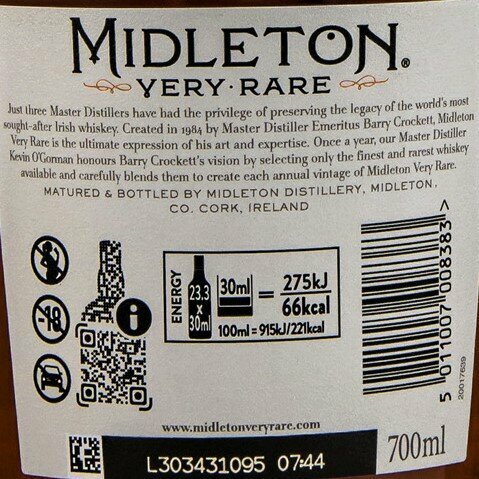 MIDLETON®
VERY·RARE
Just three Master Distillers have had the privilege of preserving the legacy of the world's most
sought-after Irish whiskey. Created in 1984 by Master Distiller Emeritus Barry Crockett, Midleton
Very Rare is the ultimate expression of his art and expertise. Once a year, our Master Distiller
Kevin O'Gorman honours Barry Crockett's vision by selecting only the finest and rarest whiskey
available and carefully blends them to create each annual vintage of Midleton Very Rare.
MATURED & BOTTLED BY MIDLETON DISTILLERY, MIDLETON,
CO. CORK, IRELAND
-18
i
ENERGY
23.3
x
30ml
30ml
=
275kJ
66kcal
100ml = 915kJ/221kcal
5 011007 008383 >
20017639
www.midletonveryrare.com
700ml
L303431095 07:44